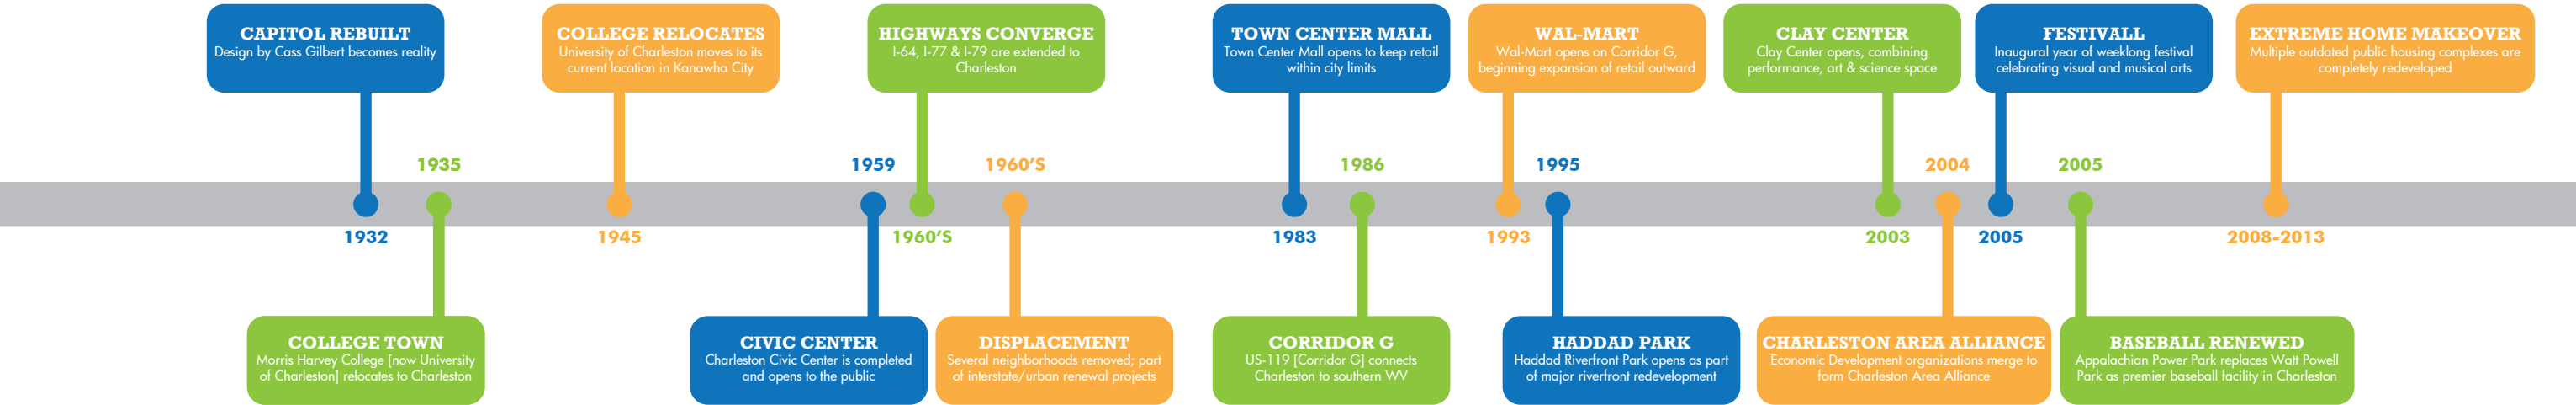 CAPITOL REBUILT
Design by Cass Gilbert becomes reality
1932
1935
COLLEGE TOWN
Morris Harvey College [now University
of Charleston] relocates to Charleston
COLLEGE RELOCATES
University of Charleston moves to its
current location in Kanawha City
1945
1959
CIVIC CENTER
Charleston Civic Center is completed
and opens to the public
HIGHWAYS CONVERGE
I-64, I-77 & I-79 are extended to
Charleston
1960'S
1960'S
DISPLACEMENT
Several neighborhoods removed; part
of interstate/urban renewal projects
TOWN CENTER MALL
Town Center Mall opens to keep retail
within city limits
1983
1986
CORRIDOR G
US-119 [Corridor G] connects
Charleston to southern WV
WAL-MART
Wal-Mart opens on Corridor G,
beginning expansion of retail outward
1993
1995
HADDAD PARK
Haddad Riverfront Park opens as part
of major riverfront redevelopment
CLAY CENTER
Clay Center opens, combining
performance, art & science space
2003
2004
CHARLESTON AREA ALLIANCE
Economic Development organizations merge to
form Charleston Area Alliance
FESTIVALL
Inaugural year of weeklong festival
celebrating visual and musical arts
2005
2005
BASEBALL RENEWED
Appalachian Power Park replaces Watt Powell
Park as premier baseball facility in Charleston
EXTREME HOME MAKEOVER
Multiple outdated public housing complexes are
completely redeveloped
2008-2013